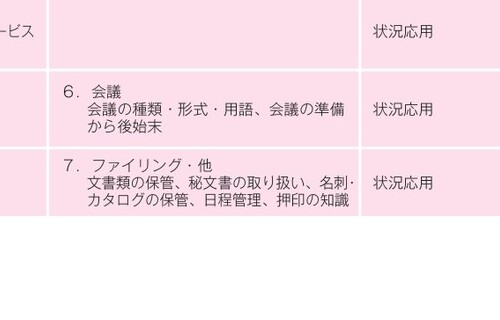 ービス
状況応用
６．会議
会議の種類・形式・用語、会議の準備
から後始末
状況応用
７．ファイリング・他
文書類の保管、秘文書の取り扱い、名刺・
カタログの保管、日程管理、押印の知識
状況応用